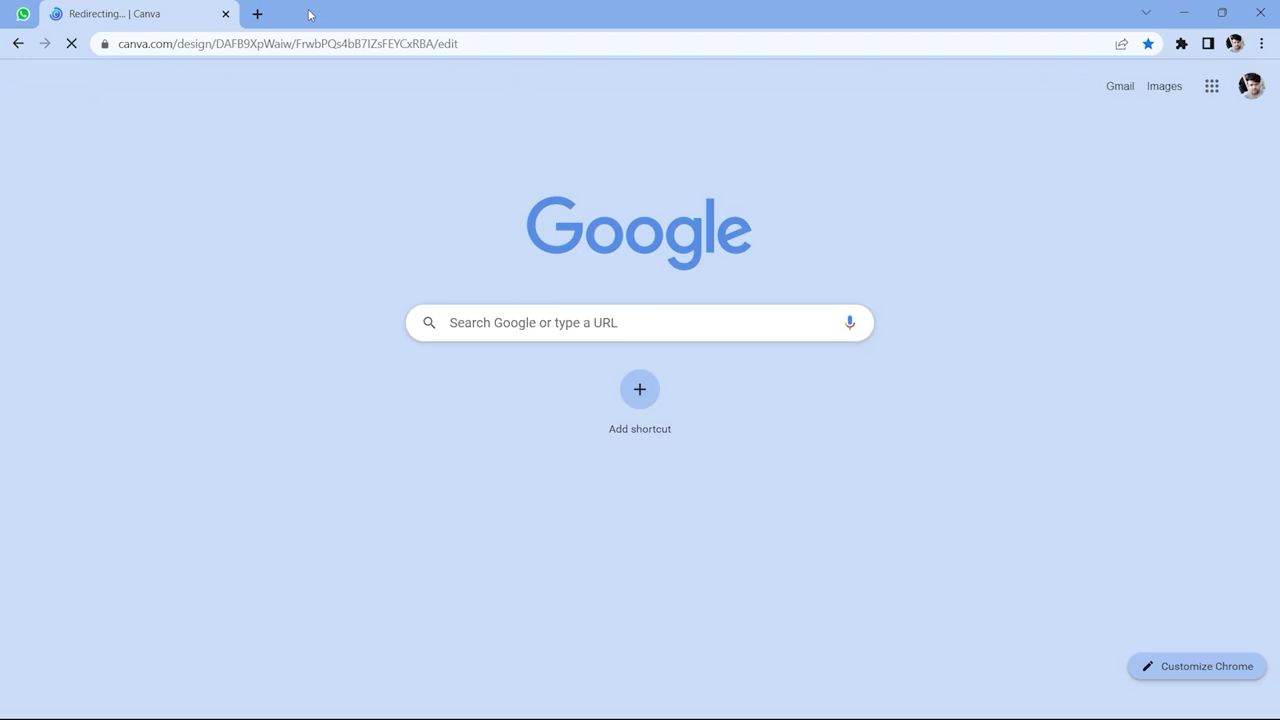 Redirecting... | Canva
canva.com/design/DAFB9XpWaiw/FrwbPQs4bB7IZsFEYCxRBA/edit
Gmail Images
Google
Search Google or type a URL
Add shortcut
Customize Chrome